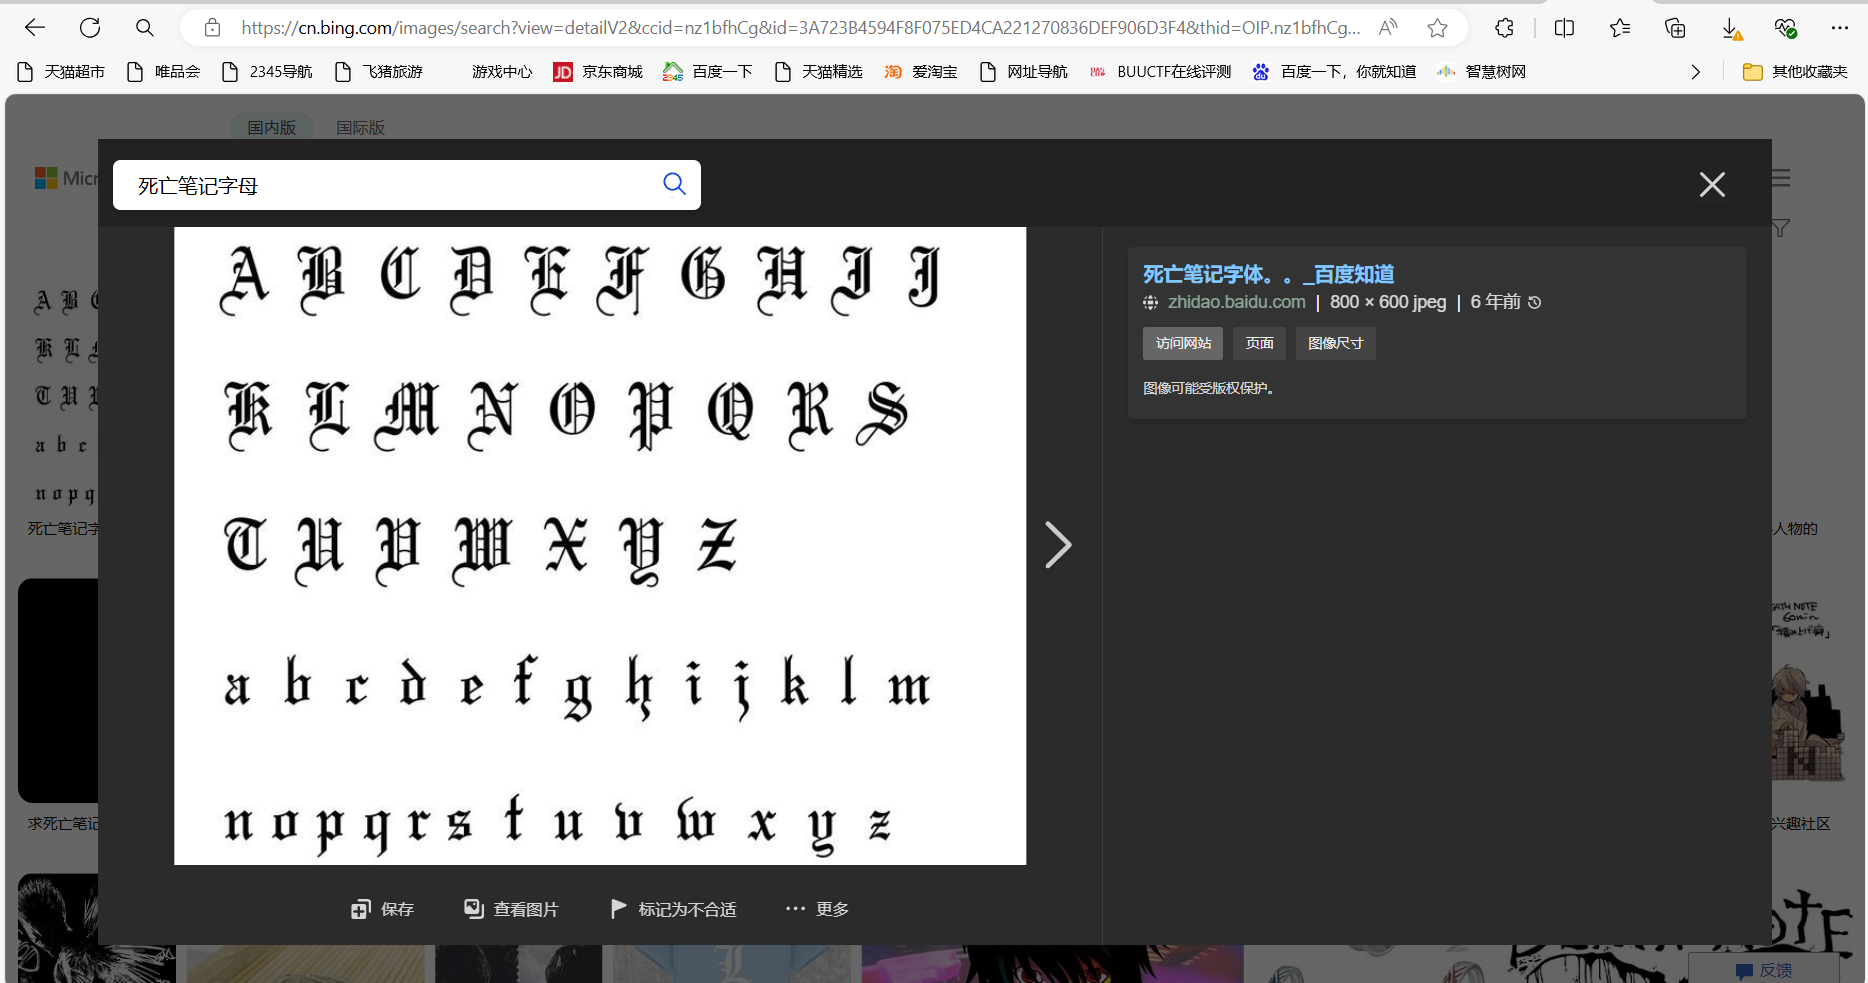 https://cn.bing.com/images/search?view=detailV2&ccid=nz1bfhCg&id=3A723B4594F8F075ED4CA221270836DEF906D3F4&thid=OIP.nz1bfhCg...
天猫超市 唯品会 2345导航 飞猪旅游 游戏中心 京东商城 百度一下 天猫精选 爱淘宝 网址导航 BUUCTF在线评测 百度一下，你就知道 智慧树网 其他收藏夹
国内版 国际版
Micr
死亡笔记字母
A B C D E F G H I J
K L M N O P Q R S
T U V W X Y Z
a b c d e f g h i j k l m
n o p q r s t u v w x y z
死亡笔记字体。。_百度知道
zhidao.baidu.com | 800 × 600 jpeg | 6 年前
访问网站 页面 图像尺寸
图像可能受版权保护。
A B C
K L M
T U V
a b c
n o p q
死亡笔记字
人物的
求死亡笔记
兴趣社区
保存 查看图片 标记为不合适 更多
反馈